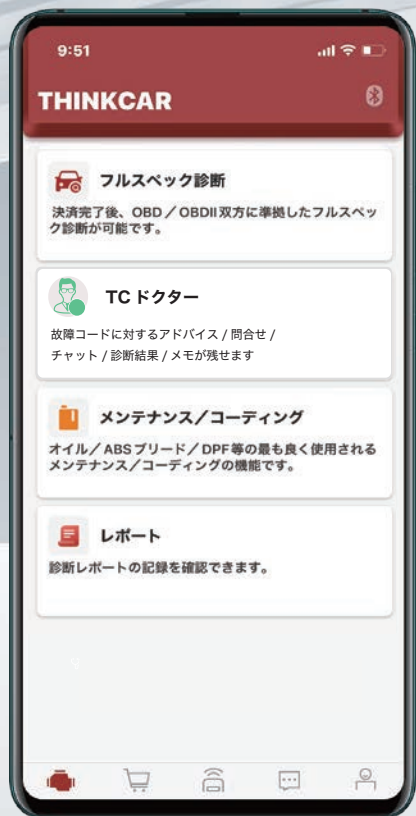 9:51
THINKCAR
フルスペック診断
決済完了後、OBD／OBDII双方に準拠したフルスペッ
ク診断が可能です。
TCドクター
故障コードに対するアドバイス / 問合せ /
チャット / 診断結果 / メモが残せます
メンテナンス／コーディング
オイル／ABSブリード／DPF等の最も良く使用される
メンテナンス／コーディングの機能です。
レポート
診断レポートの記録を確認できます。